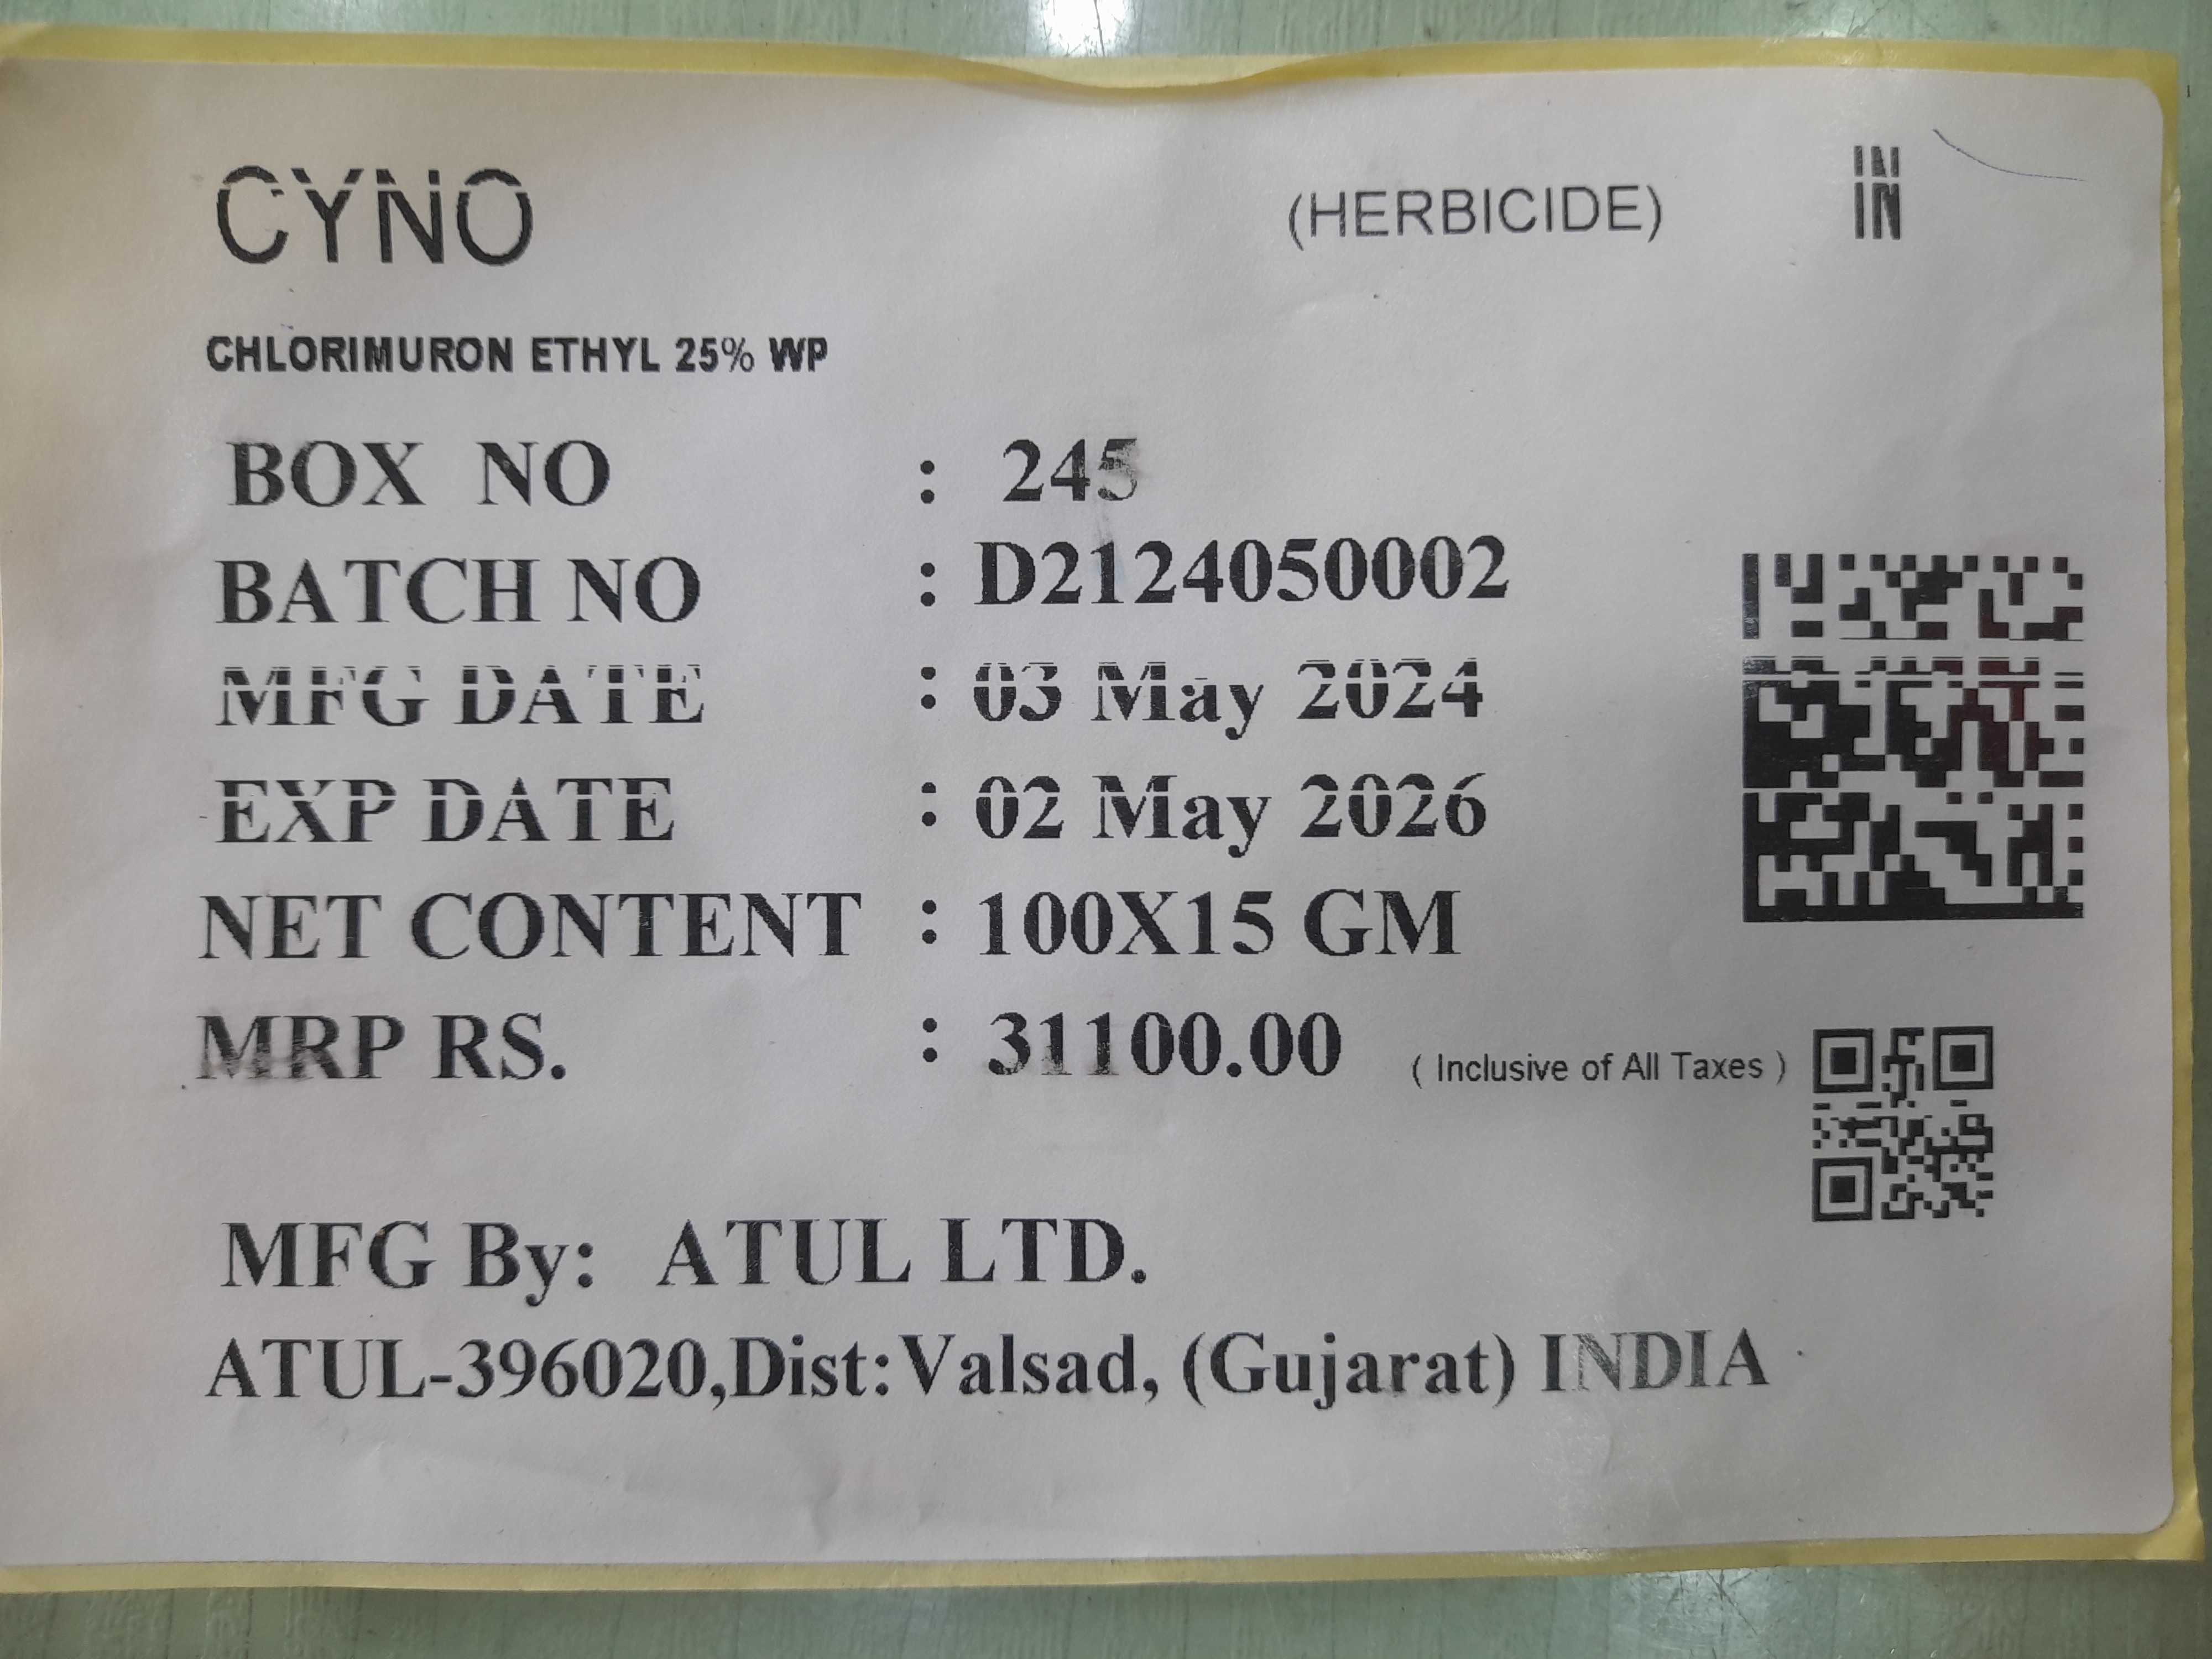 CYNO (HERBICIDE) IN
CHLORIMURON ETHYL 25% WP
BOX NO : 245
BATCH NO : D2124050002
MFG DATE : 03 May 2024
EXP DATE : 02 May 2026
NET CONTENT : 100X15 GM
MRP RS. : 31100.00 ( Inclusive of All Taxes )
MFG By: ATUL LTD.
ATUL-396020,Dist:Valsad, (Gujarat) INDIA